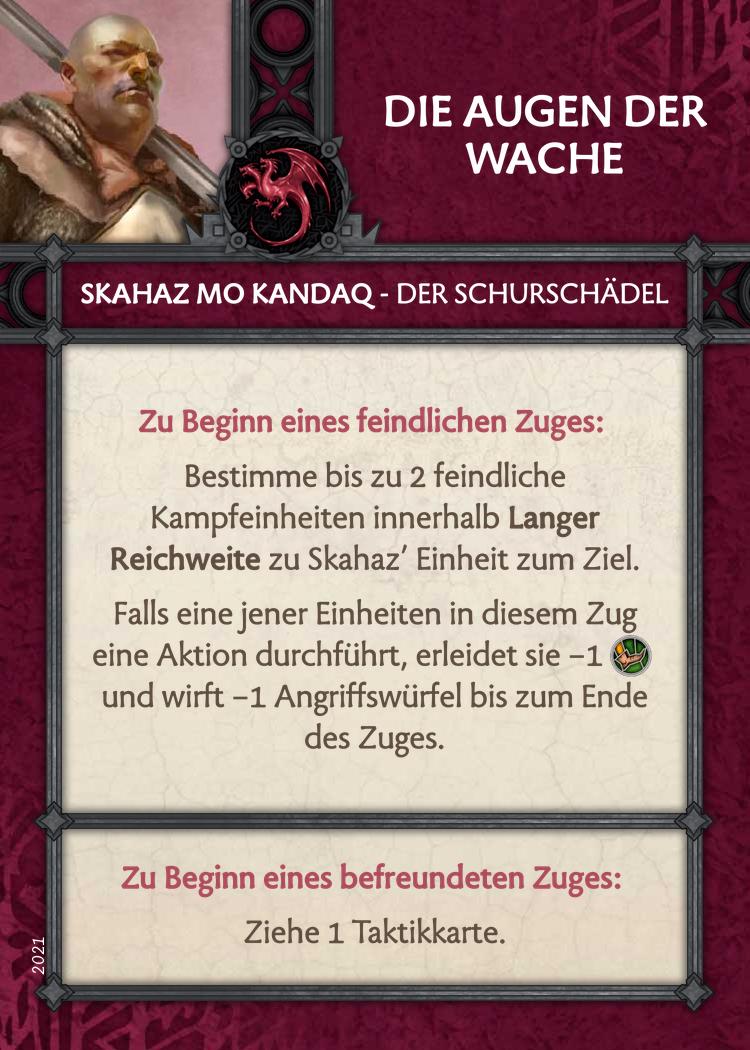 DIE AUGEN DER
WACHE
SKAHAZ MO KANDAQ - DER SCHURSCHÄDEL
Zu Beginn eines feindlichen Zuges:
Bestimme bis zu 2 feindliche
Kampfeinheiten innerhalb Langer
Reichweite zu Skahaz’ Einheit zum Ziel.
Falls eine jener Einheiten in diesem Zug
eine Aktion durchführt, erleidet sie −1
und wirft −1 Angriffswürfel bis zum Ende
des Zuges.
Zu Beginn eines befreundeten Zuges:
Ziehe 1 Taktikkarte.
2021